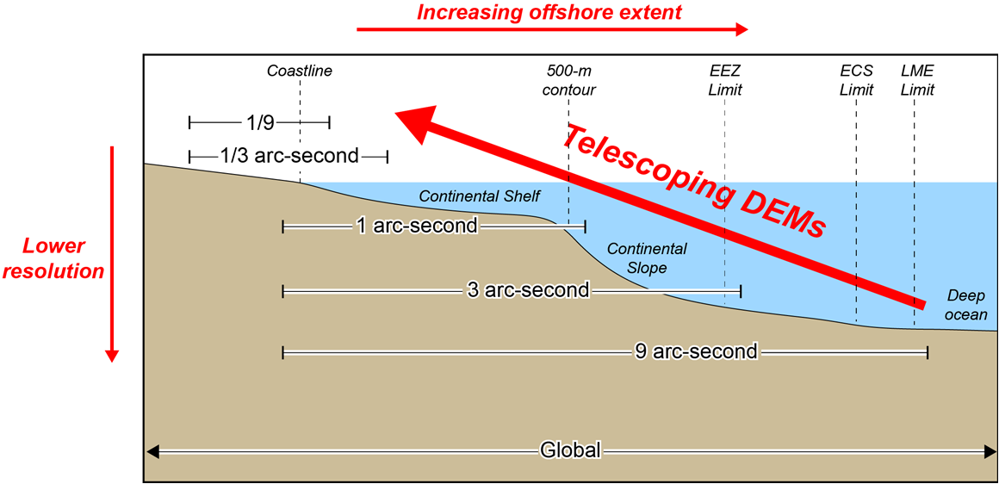 Increasing offshore extent
Coastline
500-m
contour
EEZ
Limit
ECS
Limit
LME
Limit
1/9
1/3 arc-second
Telescoping DEMs
Continental Shelf
1 arc-second
Continental
Slope
Lower
resolution
3 arc-second
Deep
ocean
9 arc-second
Global